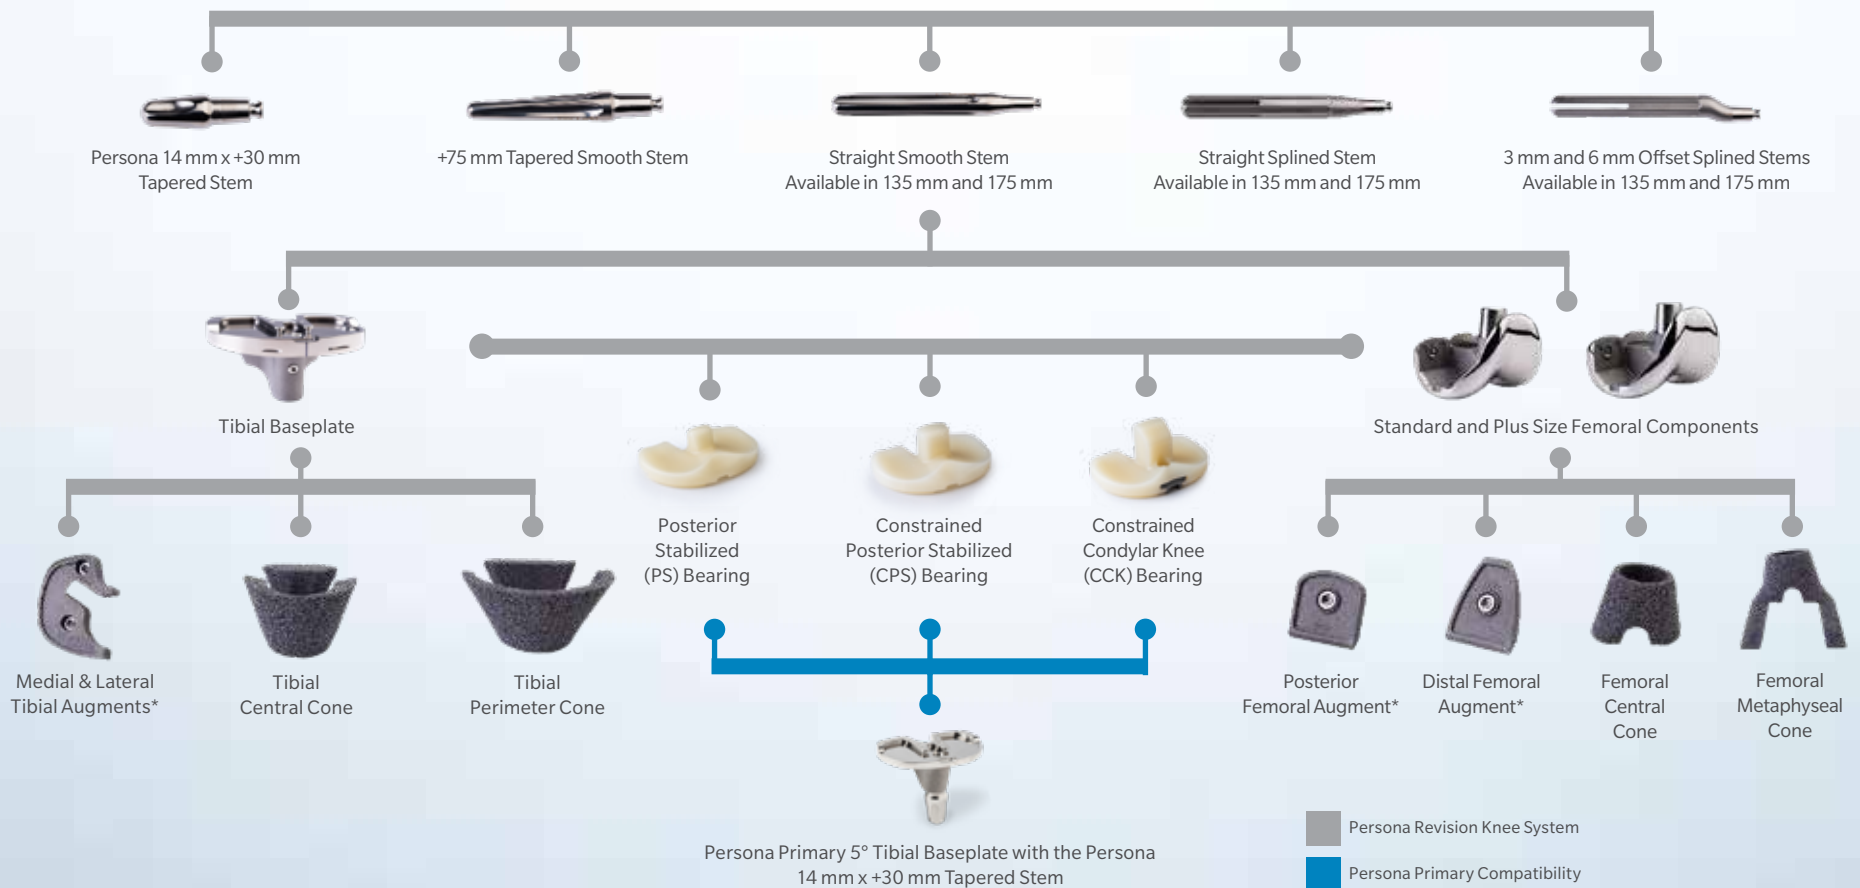 Persona 14 mm x +30 mm
Tapered Stem
+75 mm Tapered Smooth Stem
Straight Smooth Stem
Available in 135 mm and 175 mm
Straight Splined Stem
Available in 135 mm and 175 mm
3 mm and 6 mm Offset Splined Stems
Available in 135 mm and 175 mm
Tibial Baseplate
Standard and Plus Size Femoral Components
Posterior
Stabilized
(PS) Bearing
Constrained
Posterior Stabilized
(CPS) Bearing
Constrained
Condylar Knee
(CCK) Bearing
Medial & Lateral
Tibial Augments*
Tibial
Central Cone
Tibial
Perimeter Cone
Posterior
Femoral Augment*
Distal Femoral
Augment*
Femoral
Central
Cone
Femoral
Metaphyseal
Cone
Persona Primary 5° Tibial Baseplate with the Persona
14 mm x +30 mm Tapered Stem
Persona Revision Knee System
Persona Primary Compatibility